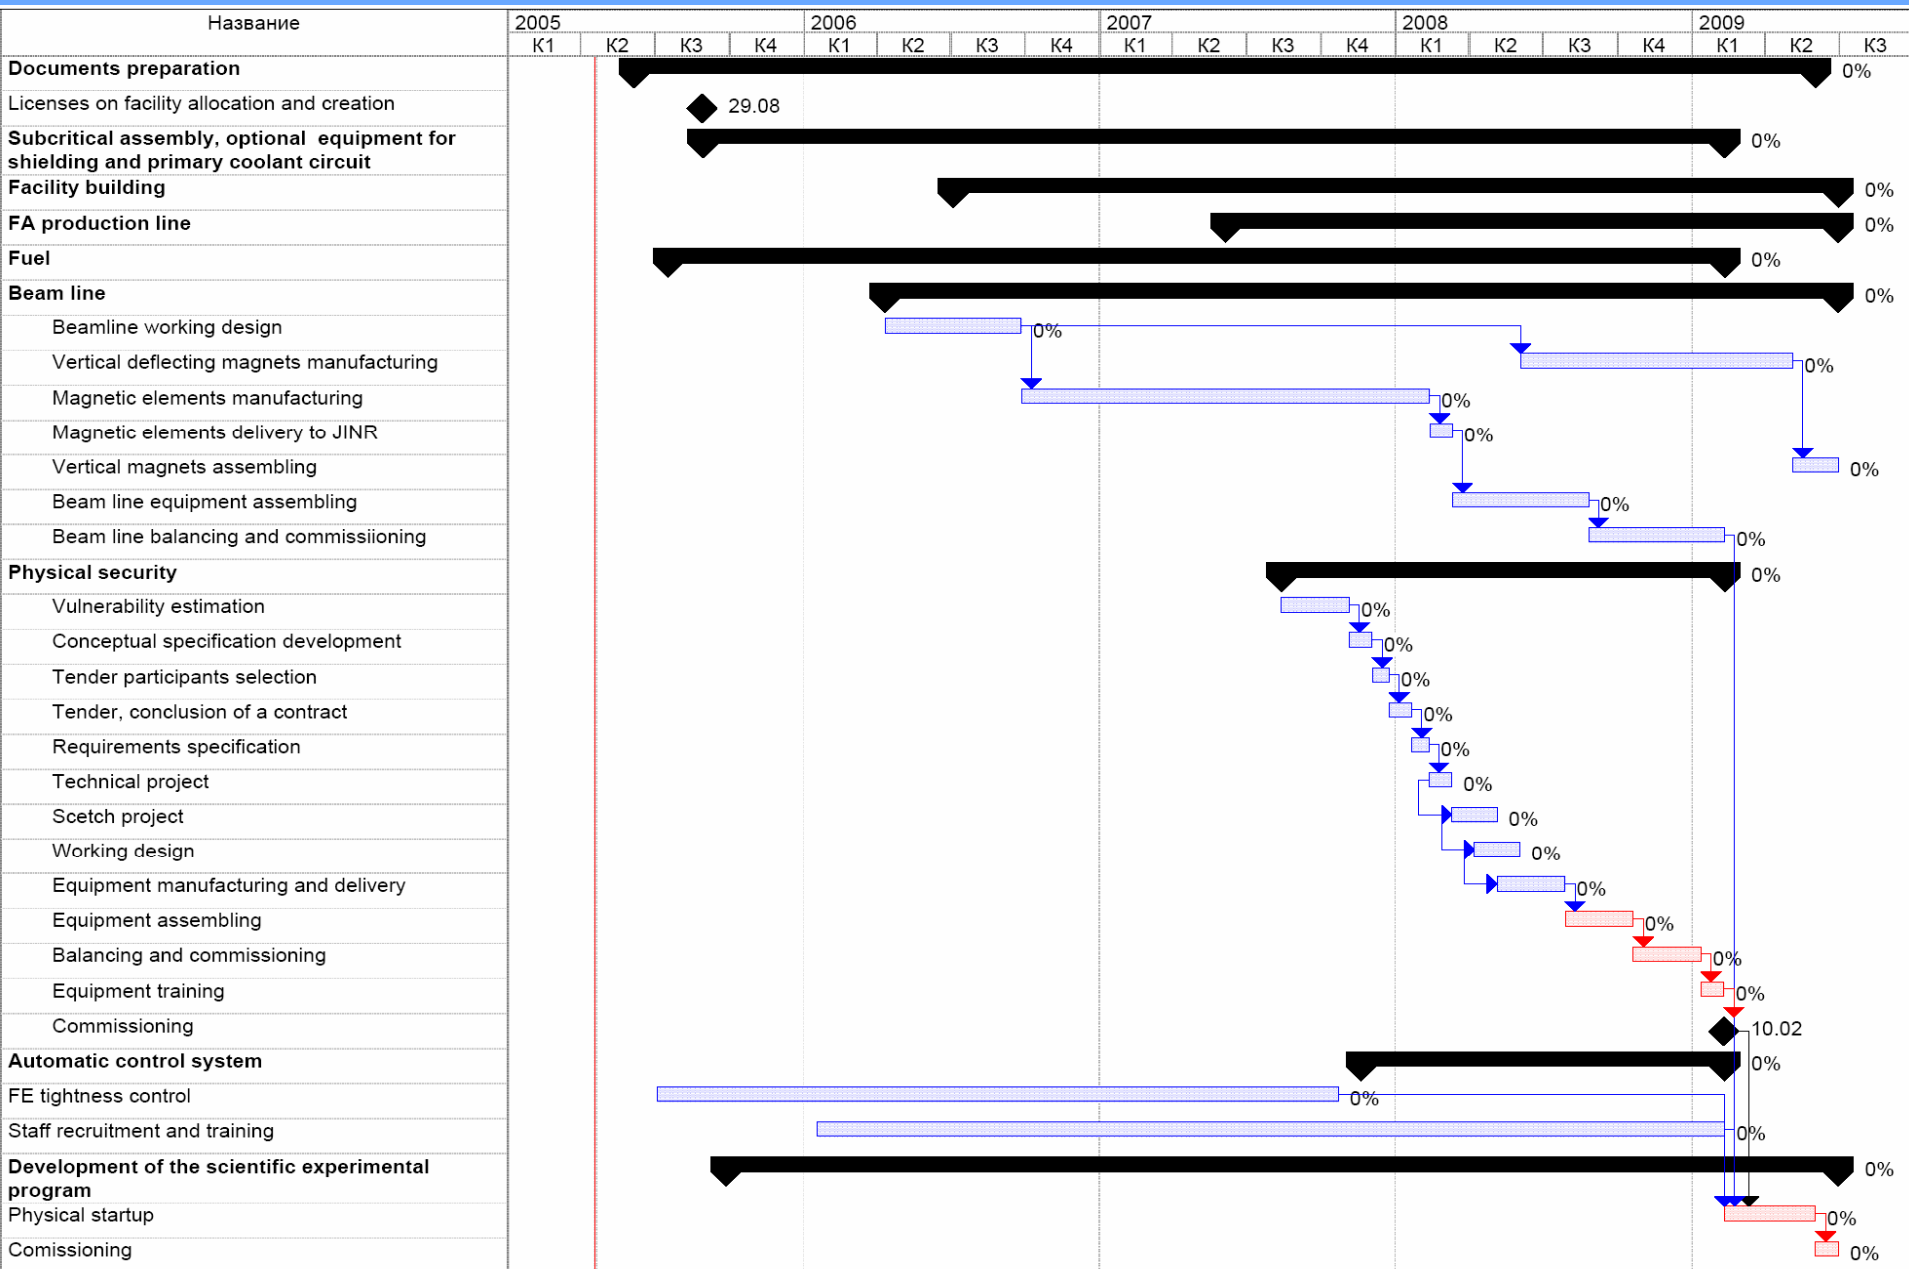 Название
2005 2006 2007 2008 2009
К1 К2 К3 К4 К1 К2 К3 К4 К1 К2 К3 К4 К1 К2 К3 К4 К1 К2 К3
Documents preparation 0%
Licenses on facility allocation and creation 29.08
Subcritical assembly, optional equipment for
shielding and primary coolant circuit 0%
Facility building 0%
FA production line 0%
Fuel 0%
Beam line 0%
Beamline working design 0%
Vertical deflecting magnets manufacturing 0%
Magnetic elements manufacturing 0%
Magnetic elements delivery to JINR 0%
Vertical magnets assembling 0%
Beam line equipment assembling 0%
Beam line balancing and commissiioning 0%
Physical security 0%
Vulnerability estimation 0%
Conceptual specification development 0%
Tender participants selection 0%
Tender, conclusion of a contract 0%
Requirements specification 0%
Technical project 0%
Scetch project 0%
Working design 0%
Equipment manufacturing and delivery 0%
Equipment assembling 0%
Balancing and commissioning 0%
Equipment training 0%
Commissioning 10.02
Automatic control system 0%
FE tightness control 0%
Staff recruitment and training 0%
Development of the scientific experimental
program 0%
Physical startup 0%
Comissioning 0%